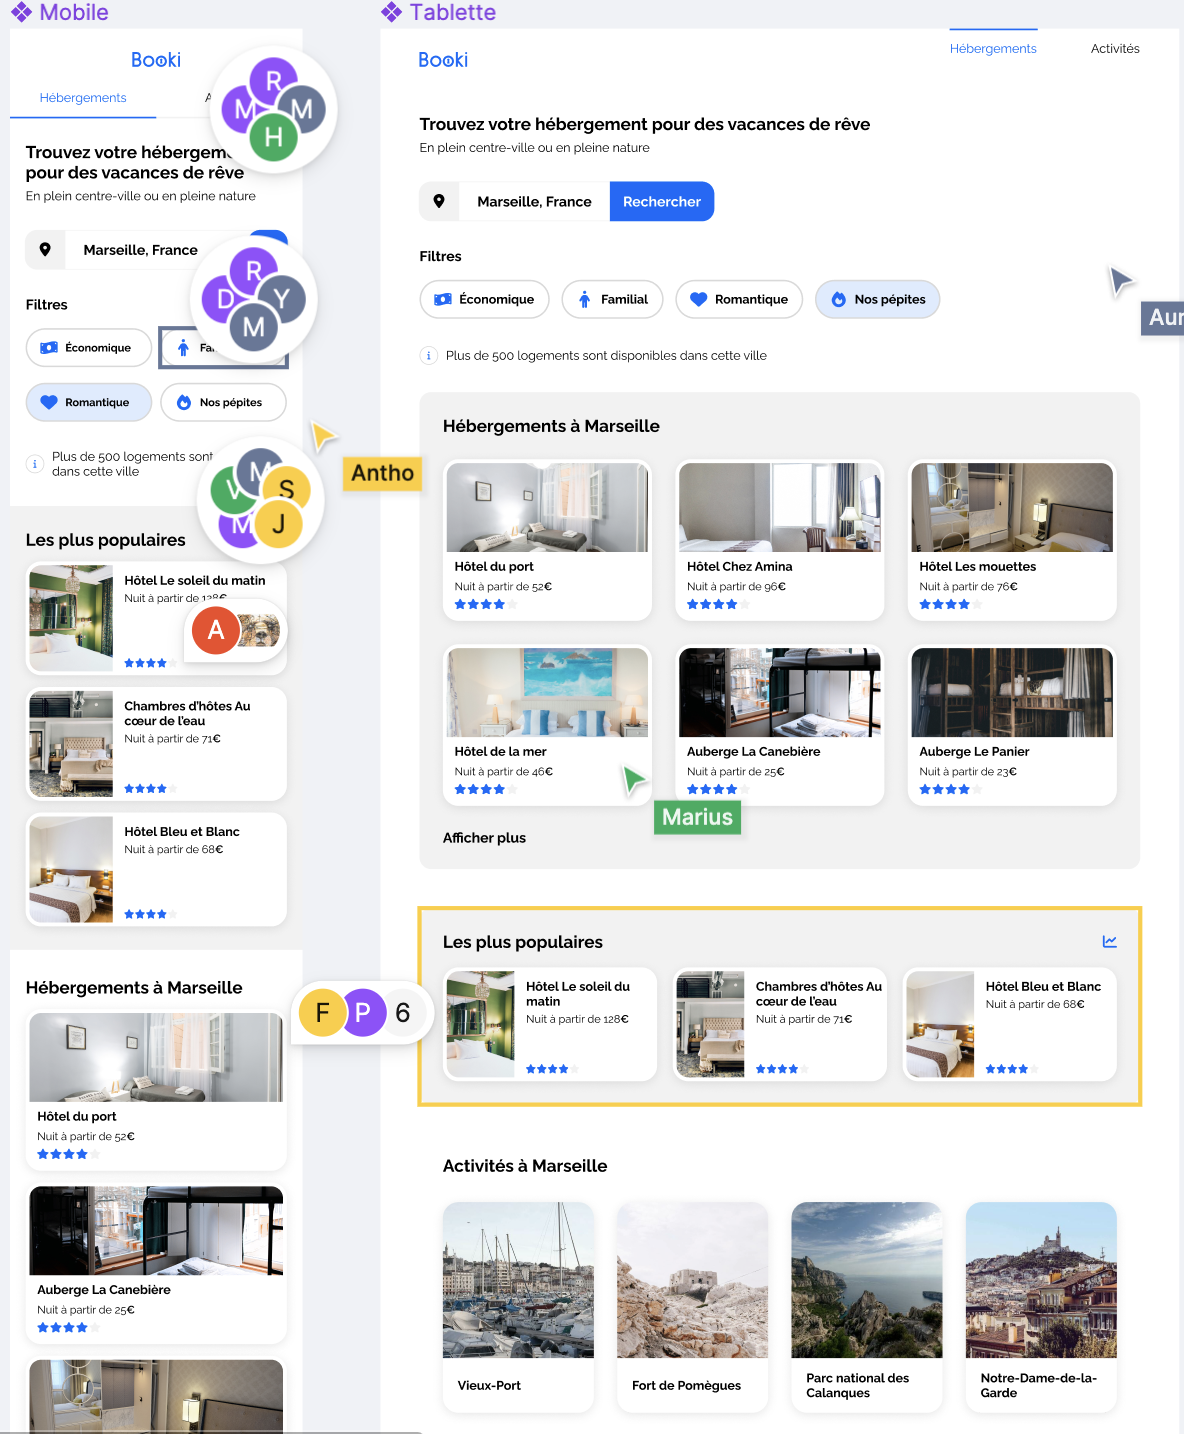 Mobile
Booki
Hébergements
A
R
M
M
H
Trouvez votre hébergem
pour des vacances de rêve
En plein centre-ville ou en pleine nature
Marseille, France
R
D
Y
M
Filtres
Économique
Fa
Romantique
Nos pépites
Plus de 500 logements sont
dans cette ville
M
V
S
M
J
Antho
Les plus populaires
Hôtel Le soleil du matin
Nuit à partir de 128€
A
Chambres d'hôtes Au
cœur de l'eau
Nuit à partir de 71€
Hôtel Bleu et Blanc
Nuit à partir de 68€
Hébergements à Marseille
F
P
6
Hôtel du port
Nuit à partir de 52€
Auberge La Canebière
Nuit à partir de 25€
Tablette
Booki
Hébergements
Activités
Trouvez votre hébergement pour des vacances de rêve
En plein centre-ville ou en pleine nature
Marseille, France
Rechercher
Filtres
Économique
Familial
Romantique
Nos pépites
Aur
Plus de 500 logements sont disponibles dans cette ville
Hébergements à Marseille
Hôtel du port
Nuit à partir de 52€
Hôtel Chez Amina
Nuit à partir de 96€
Hôtel Les mouettes
Nuit à partir de 76€
Hôtel de la mer
Nuit à partir de 46€
Auberge La Canebière
Nuit à partir de 25€
Auberge Le Panier
Nuit à partir de 23€
Marius
Afficher plus
Les plus populaires
Hôtel Le soleil du
matin
Nuit à partir de 128€
Chambres d'hôtes Au
cœur de l'eau
Nuit à partir de 71€
Hôtel Bleu et Blanc
Nuit à partir de 68€
Activités à Marseille
Vieux-Port
Fort de Pomègues
Parc national des
Calanques
Notre-Dame-de-la-
Garde